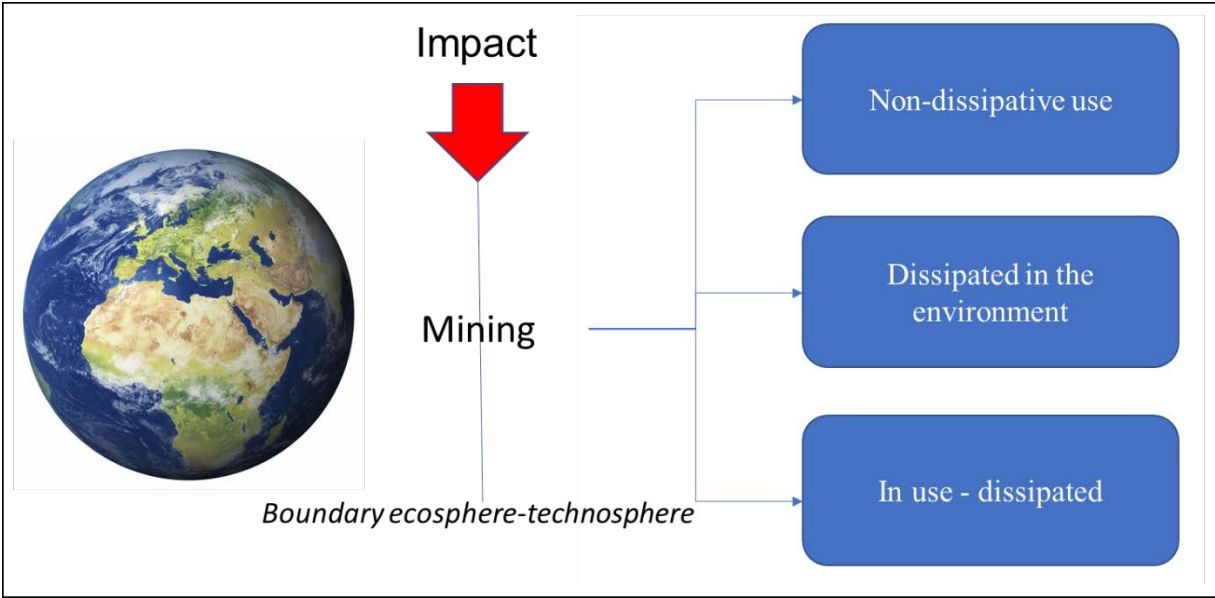 Impact
Non-dissipative use
Dissipated in the
environment
Mining
In use - dissipated
Boundary ecosphere-technosphere